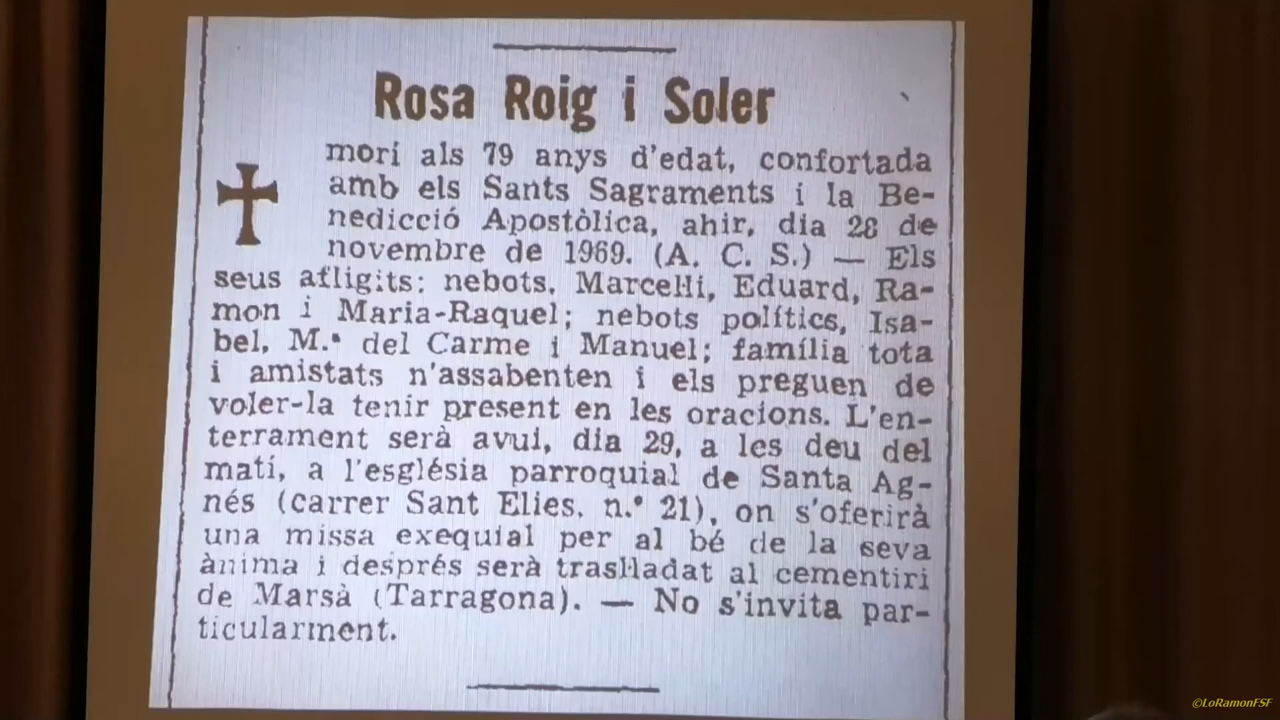 Rosa Roig i Soler
morí als 79 anys d'edat, confortada
amb els Sants Sagraments i la Be-
nedicció Apostòlica, ahir, dia 28 de
novembre de 1969. (A. C. S.) — Els
seus afligits: nebots, Marcel·lí, Eduard, Ra-
mon i Maria-Raquel; nebots polítics, Isa-
bel, M.ª del Carme i Manuel; família tota
i amistats n'assabenten i els preguen de
voler-la tenir present en les oracions. L'en-
terrament serà avui, dia 29, a les deu del
matí, a l'església parroquial de Santa Ag-
nés (carrer Sant Elies, n.º 21), on s'oferirà
una missa exequial per al bé de la seva
ànima i després serà traslladat al cementiri
de Marsà (Tarragona). — No s'invita par-
ticularment.
©LoRamonFSF